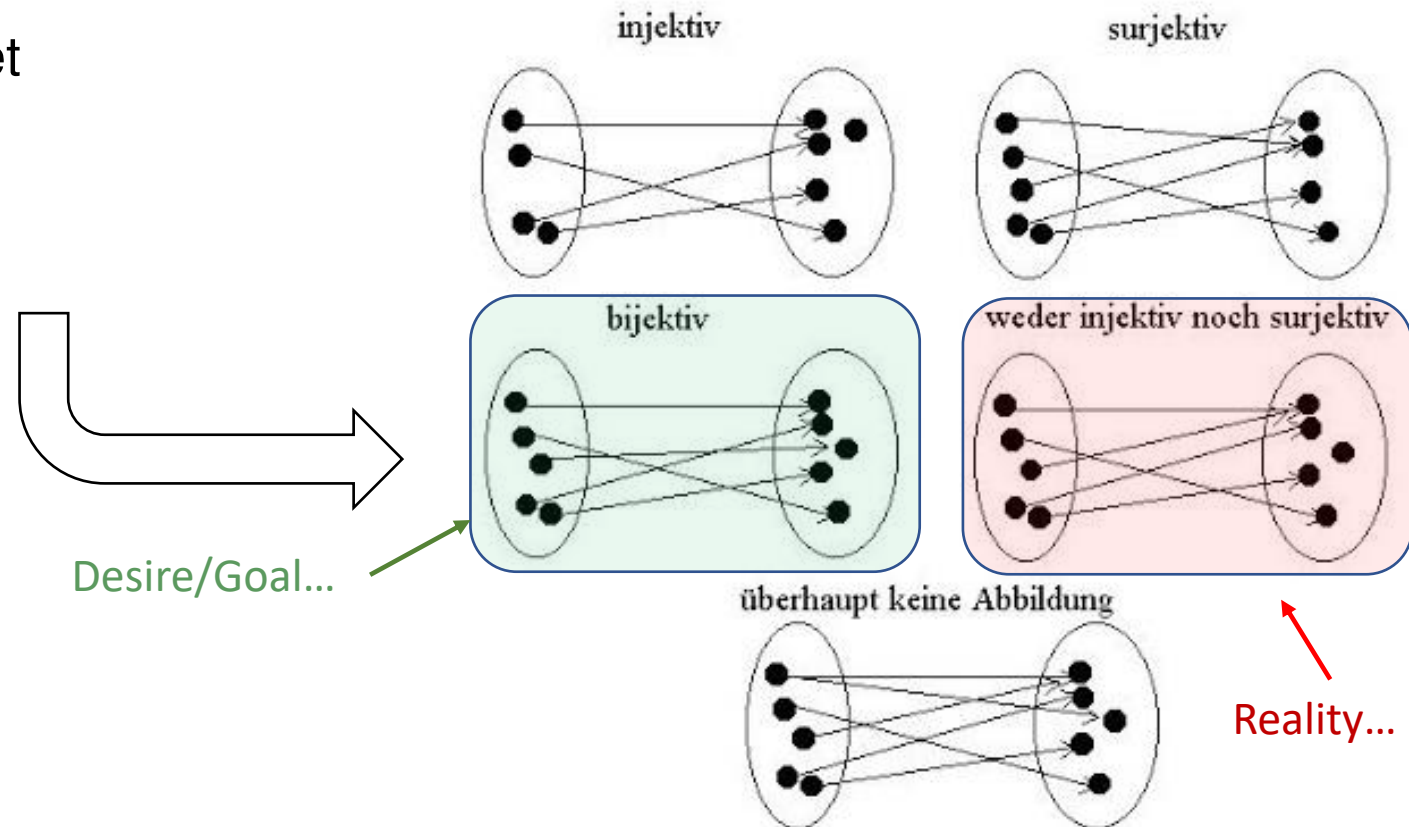 et
injektiv
surjektiv
bijektiv
weder injektiv noch surjektiv
Desire/Goal...
überhaupt keine Abbildung
Reality...